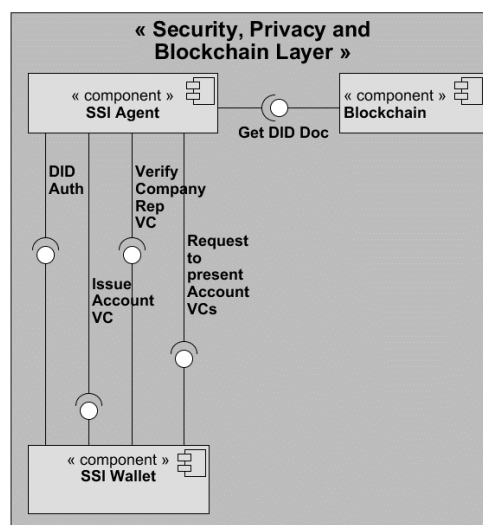 « Security, Privacy and
Blockchain Layer »
« component »
SSI Agent
« component »
Blockchain
Get DID Doc
DID
Auth
Verify
Company
Rep
VC
Request
to
present
Account
VCs
Issue
Account
VC
« component »
SSI Wallet